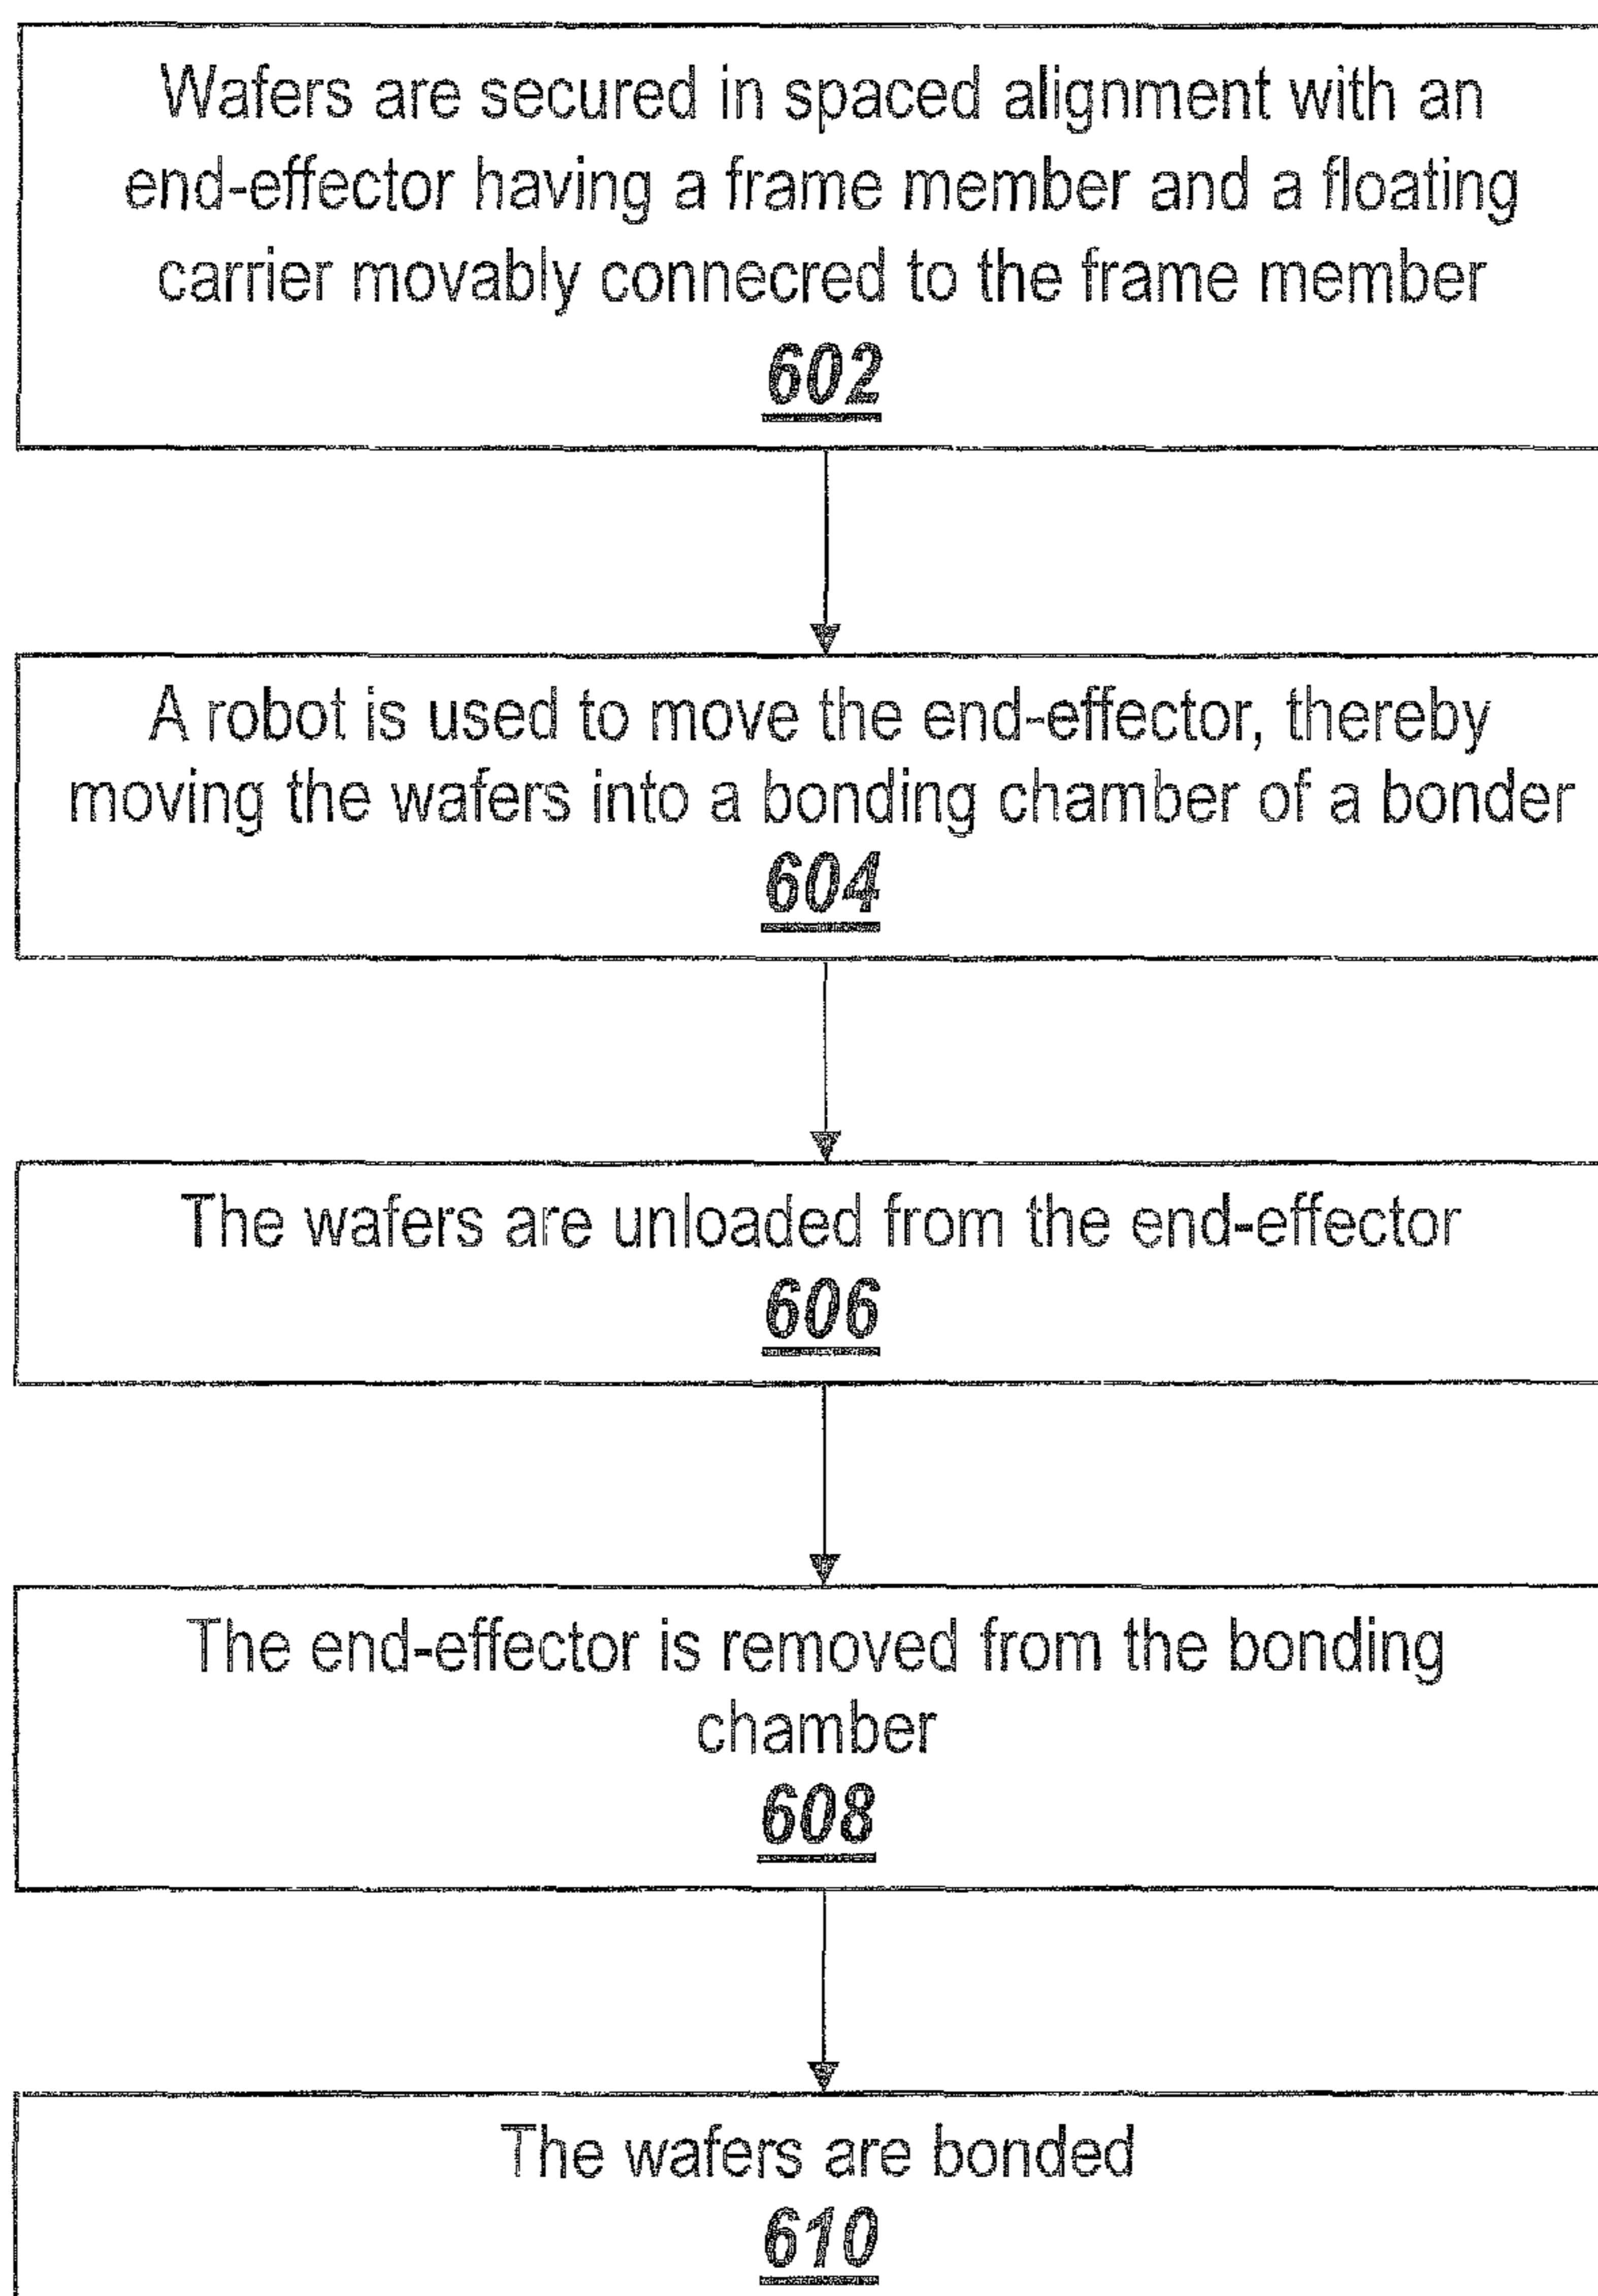 Wafers are secured in spaced alignment with an
end-effector having a frame member and a floating
carrier movably connecred to the frame member
602
A robot is used to move the end-effector, thereby
moving the wafers into a bonding chamber of a bonder
604
The wafers are unloaded from the end-effector
606
The end-effector is removed from the bonding
chamber
608
The wafers are bonded
610